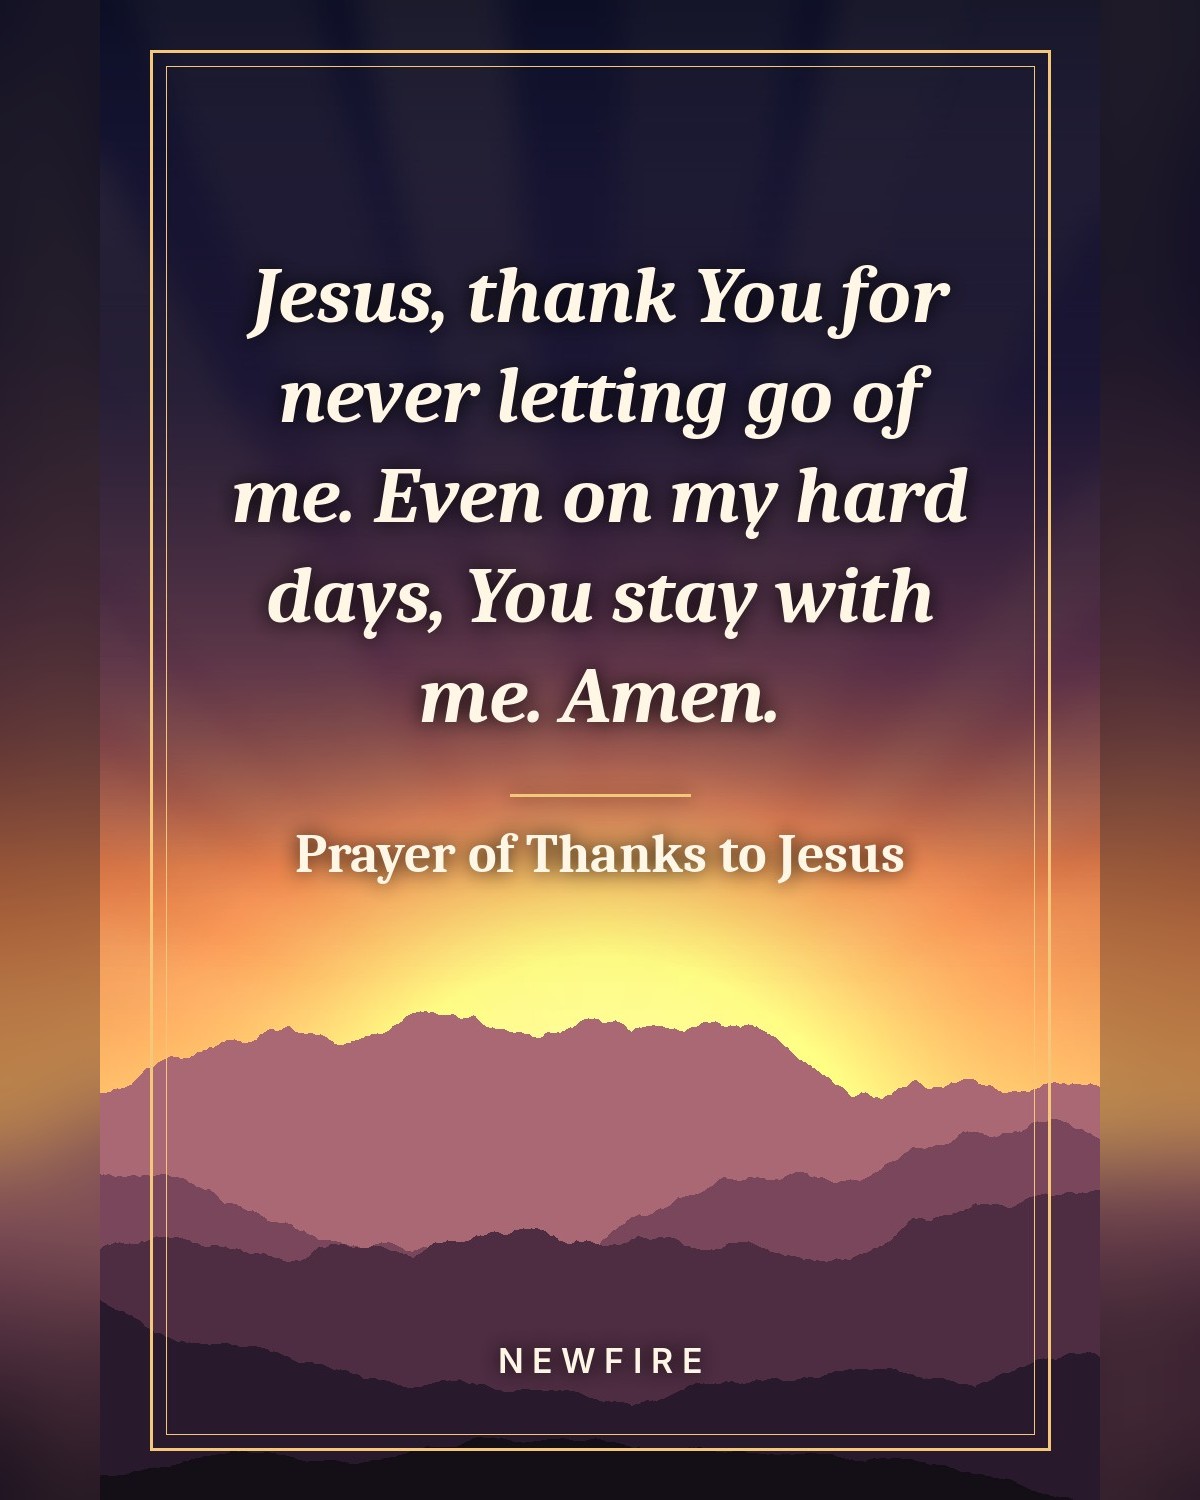 Jesus, thank You for
never letting go of
me. Even on my hard
days, You stay with
me. Amen.
Prayer of Thanks to Jesus
NEWFIRE